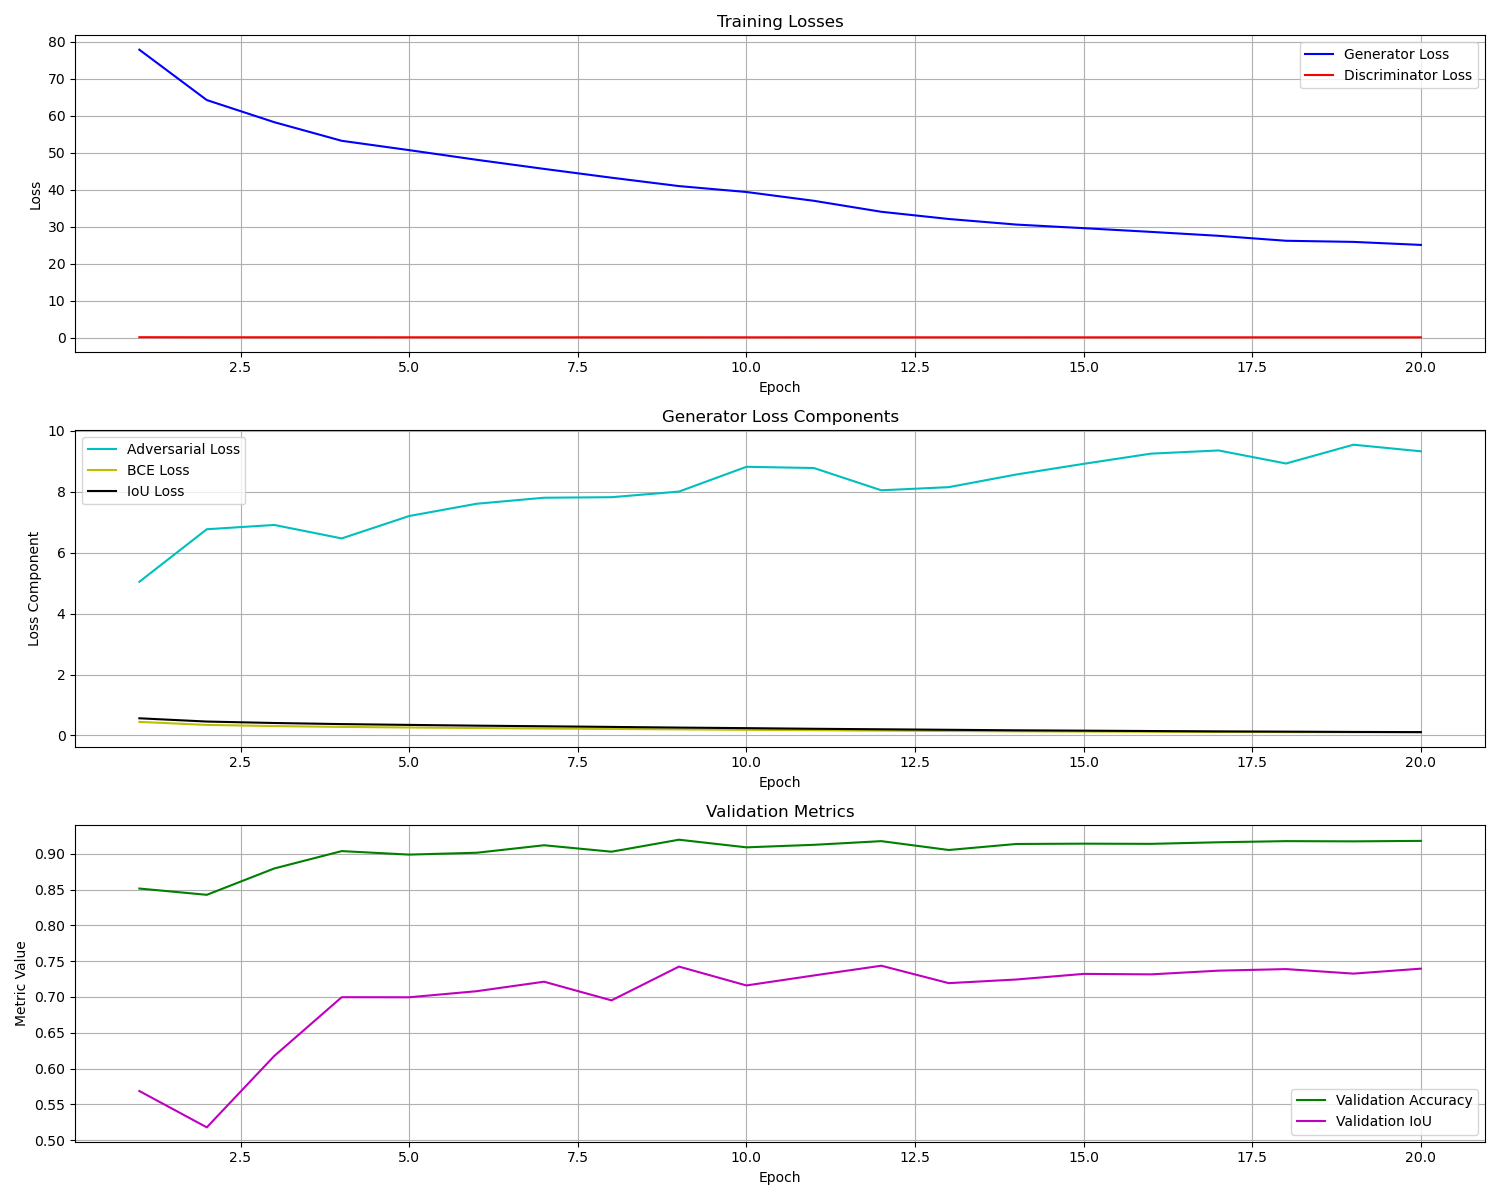 Training Losses
80
70
60
50
40
30
20
10
0
Loss
Generator Loss
Discriminator Loss
2.5 5.0 7.5 10.0 12.5 15.0 17.5 20.0
Epoch
Generator Loss Components
10
8
6
4
2
0
Loss Component
Adversarial Loss
BCE Loss
IoU Loss
2.5 5.0 7.5 10.0 12.5 15.0 17.5 20.0
Epoch
Validation Metrics
0.90
0.85
0.80
0.75
0.70
0.65
0.60
0.55
0.50
Metric Value
Validation Accuracy
Validation IoU
2.5 5.0 7.5 10.0 12.5 15.0 17.5 20.0
Epoch